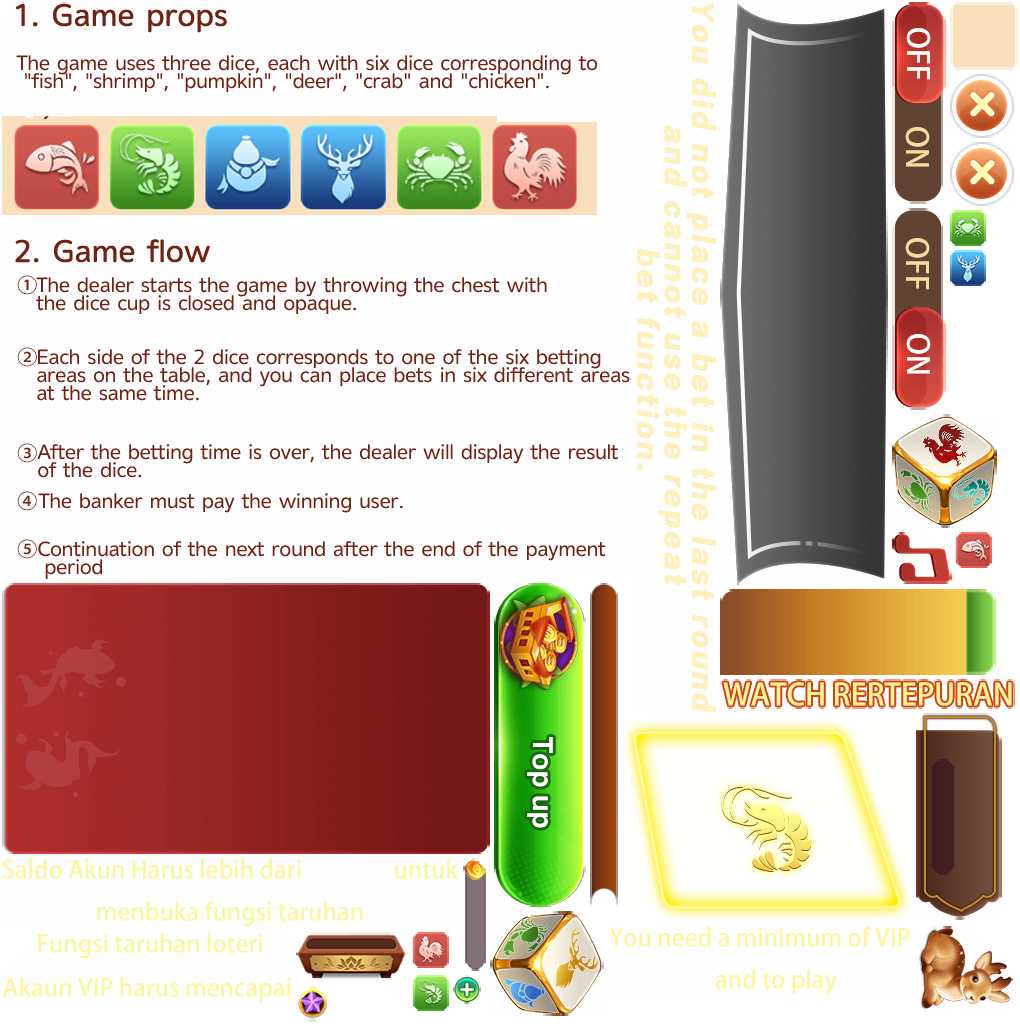 1. Game props
The game uses three dice, each with six dice corresponding to
"fish", "shrimp", "pumpkin", "deer", "crab" and "chicken".
2. Game flow
①The dealer starts the game by throwing the chest with
the dice cup is closed and opaque.
②Each side of the 2 dice corresponds to one of the six betting
areas on the table, and you can place bets in six different areas
at the same time.
③After the betting time is over, the dealer will display the result
of the dice.
④The banker must pay the winning user.
⑤Continuation of the next round after the end of the payment
period
You did not place a bet in the last round
and cannot use the repeat
bet function.
OFF
ON
OFF
ON
WATCH RERTEPURAN
Top up
Saldo Akun Harus lebih dari untuk
menbuka fungsi taruhan
Fungsi taruhan loteri
Akaun VIP harus mencapai
You need a minimum of VIP
and to play